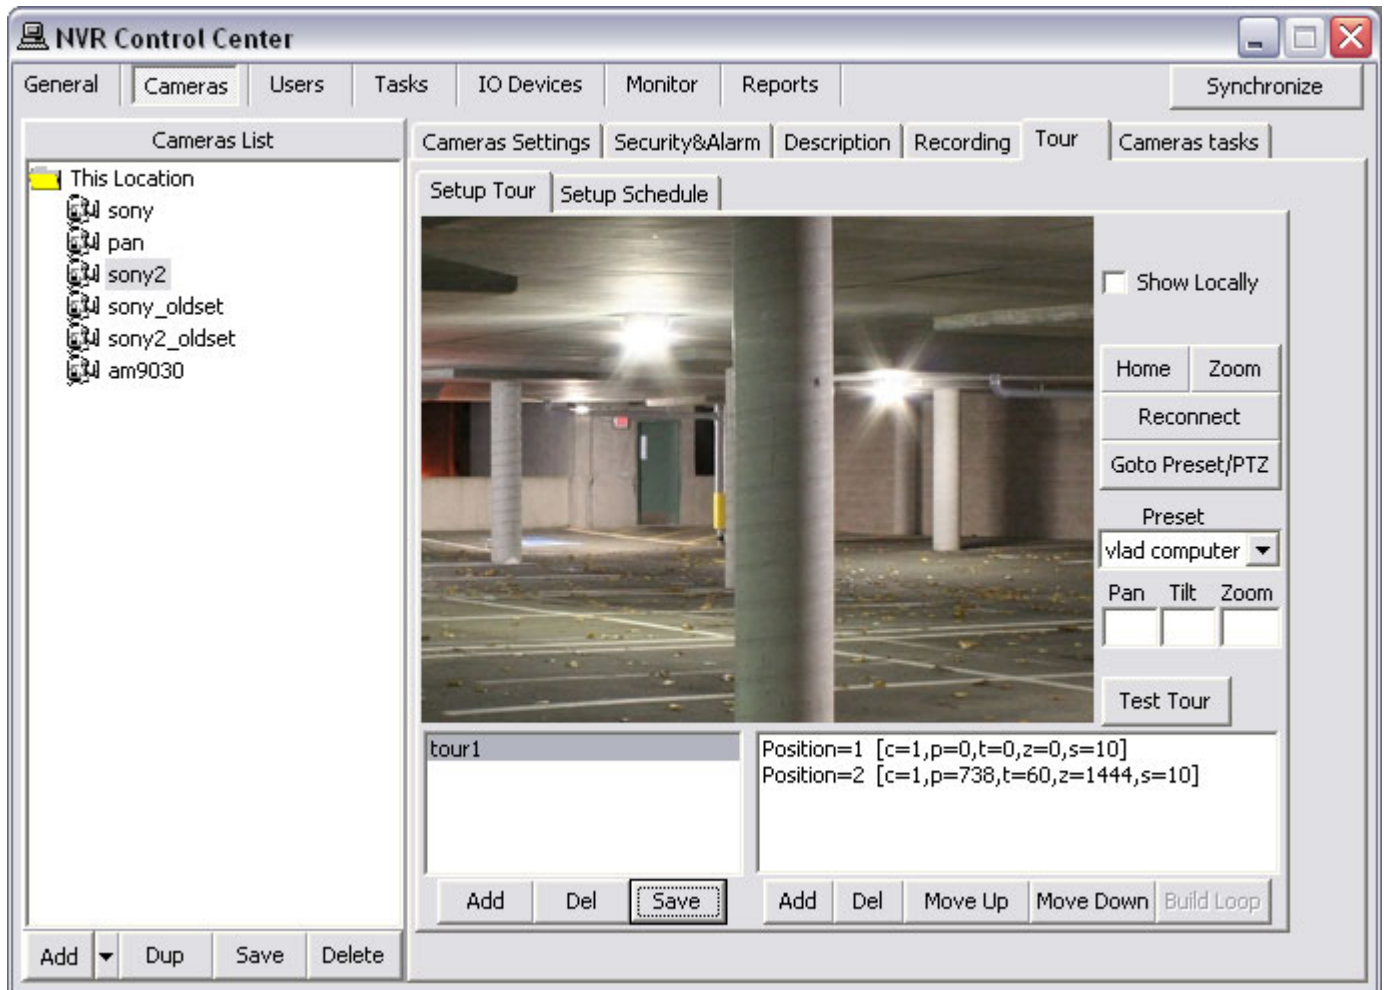 NVR Control Center
General Cameras Users Tasks IO Devices Monitor Reports Synchronize
Cameras List
This Location
sony
pan
sony2
sony_oldset
sony2_oldset
am9030
Add Dup Save Delete
Cameras Settings Security&Alarm Description Recording Tour Cameras tasks
Setup Tour Setup Schedule
Show Locally
Home Zoom
Reconnect
Goto Preset/PTZ
Preset
vlad computer
Pan Tilt Zoom
Test Tour
tour1
Position=1 [c=1,p=0,t=0,z=0,s=10]
Position=2 [c=1,p=738,t=60,z=1444,s=10]
Add Del Save Add Del Move Up Move Down Build Loop